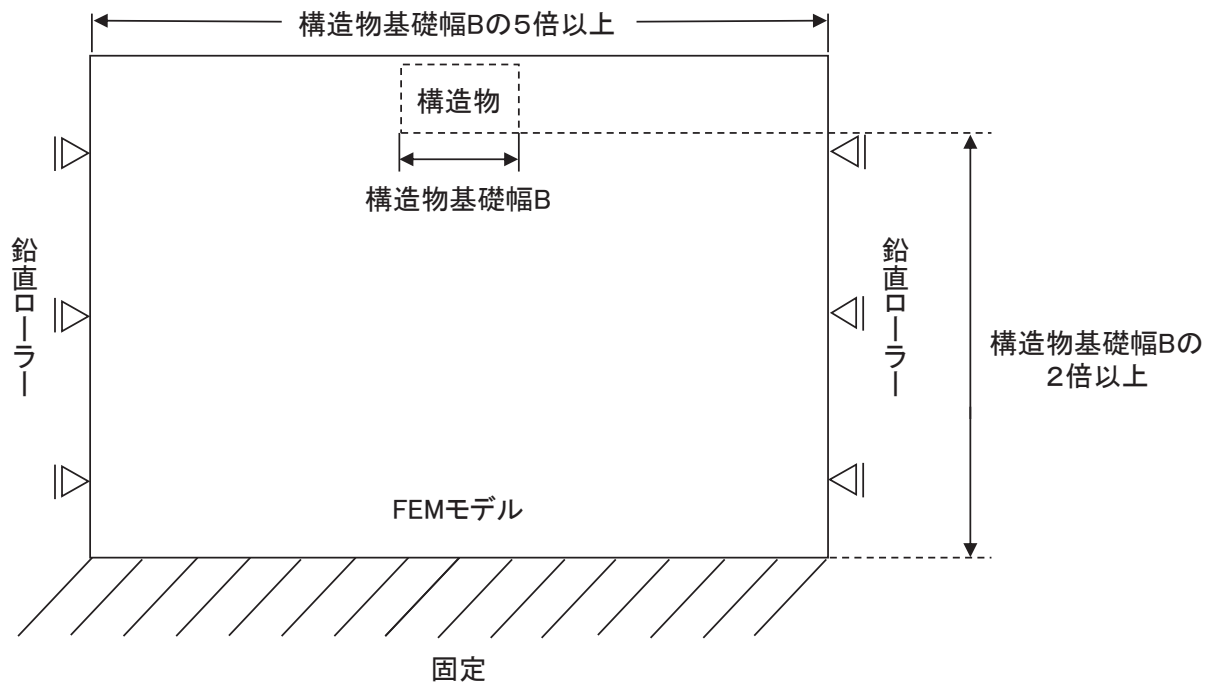 構造物基礎幅Bの5倍以上
構造物
構造物基礎幅B
鉛直ローラー
鉛直ローラー
構造物基礎幅Bの
2倍以上
FEMモデル
固定